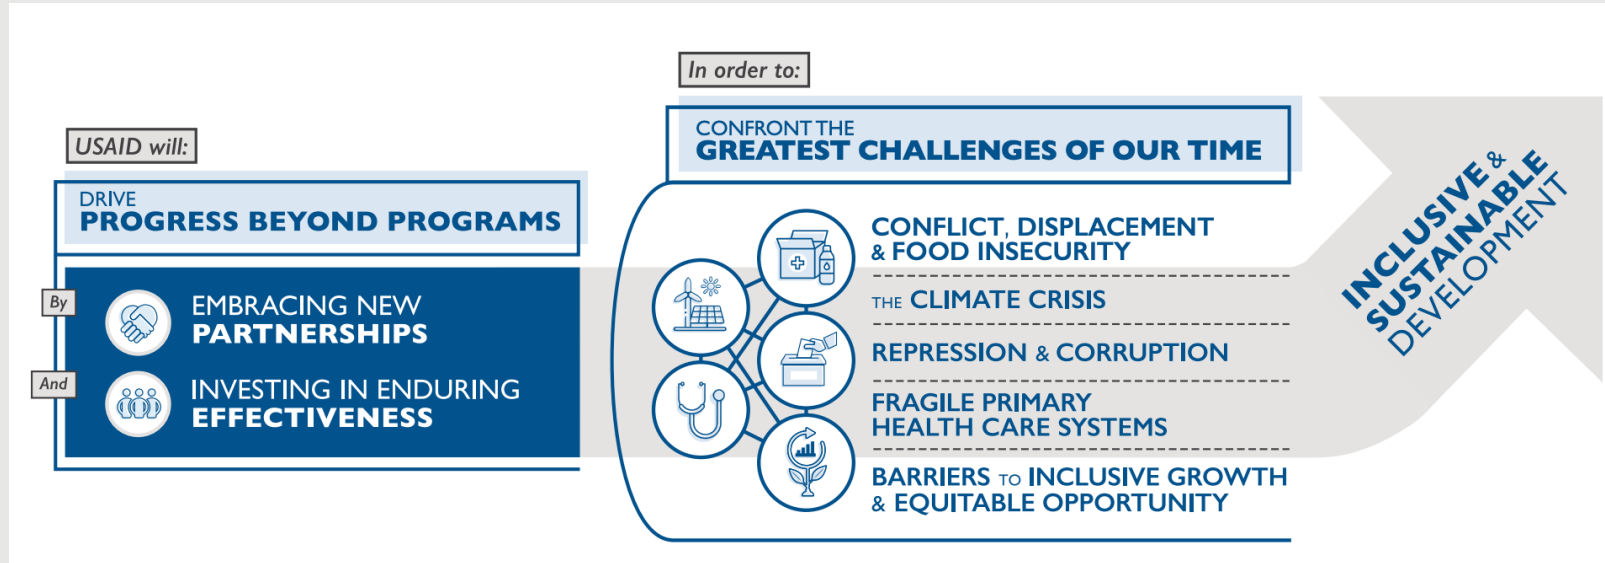 USAID will:
DRIVE
PROGRESS BEYOND PROGRAMS
By
EMBRACING NEW
PARTNERSHIPS
And
INVESTING IN ENDURING
EFFECTIVENESS
In order to:
CONFRONT THE
GREATEST CHALLENGES OF OUR TIME
CONFLICT, DISPLACEMENT
& FOOD INSECURITY
THE CLIMATE CRISIS
REPRESSION & CORRUPTION
FRAGILE PRIMARY
HEALTH CARE SYSTEMS
BARRIERS TO INCLUSIVE GROWTH
& EQUITABLE OPPORTUNITY
INCLUSIVE &
SUSTAINABLE
DEVELOPMENT